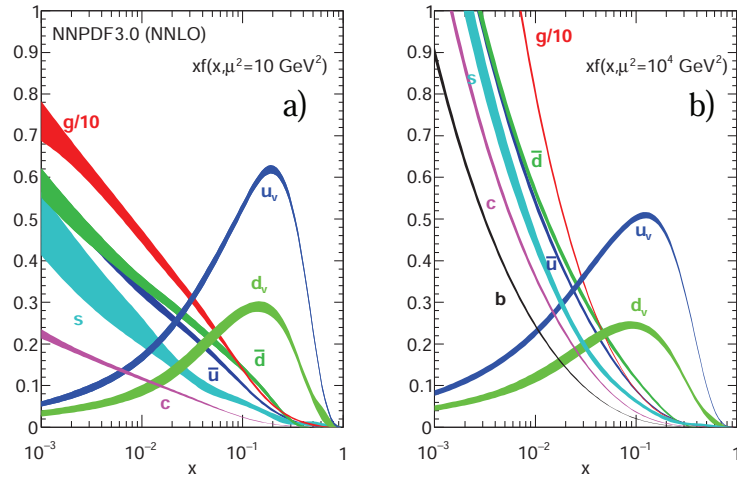 NNPDF3.0 (NNLO)
xf(x,μ²=10 GeV²)
a)
g/10
u_v
d_v
s
d̄
ū
c
1
0.9
0.8
0.7
0.6
0.5
0.4
0.3
0.2
0.1
0
10⁻³
10⁻²
10⁻¹
1
x
g/10
xf(x,μ²=10⁴ GeV²)
s
b)
d̄
c
u_v
ū
b
d_v
1
0.9
0.8
0.7
0.6
0.5
0.4
0.3
0.2
0.1
0
10⁻³
10⁻²
10⁻¹
1
x